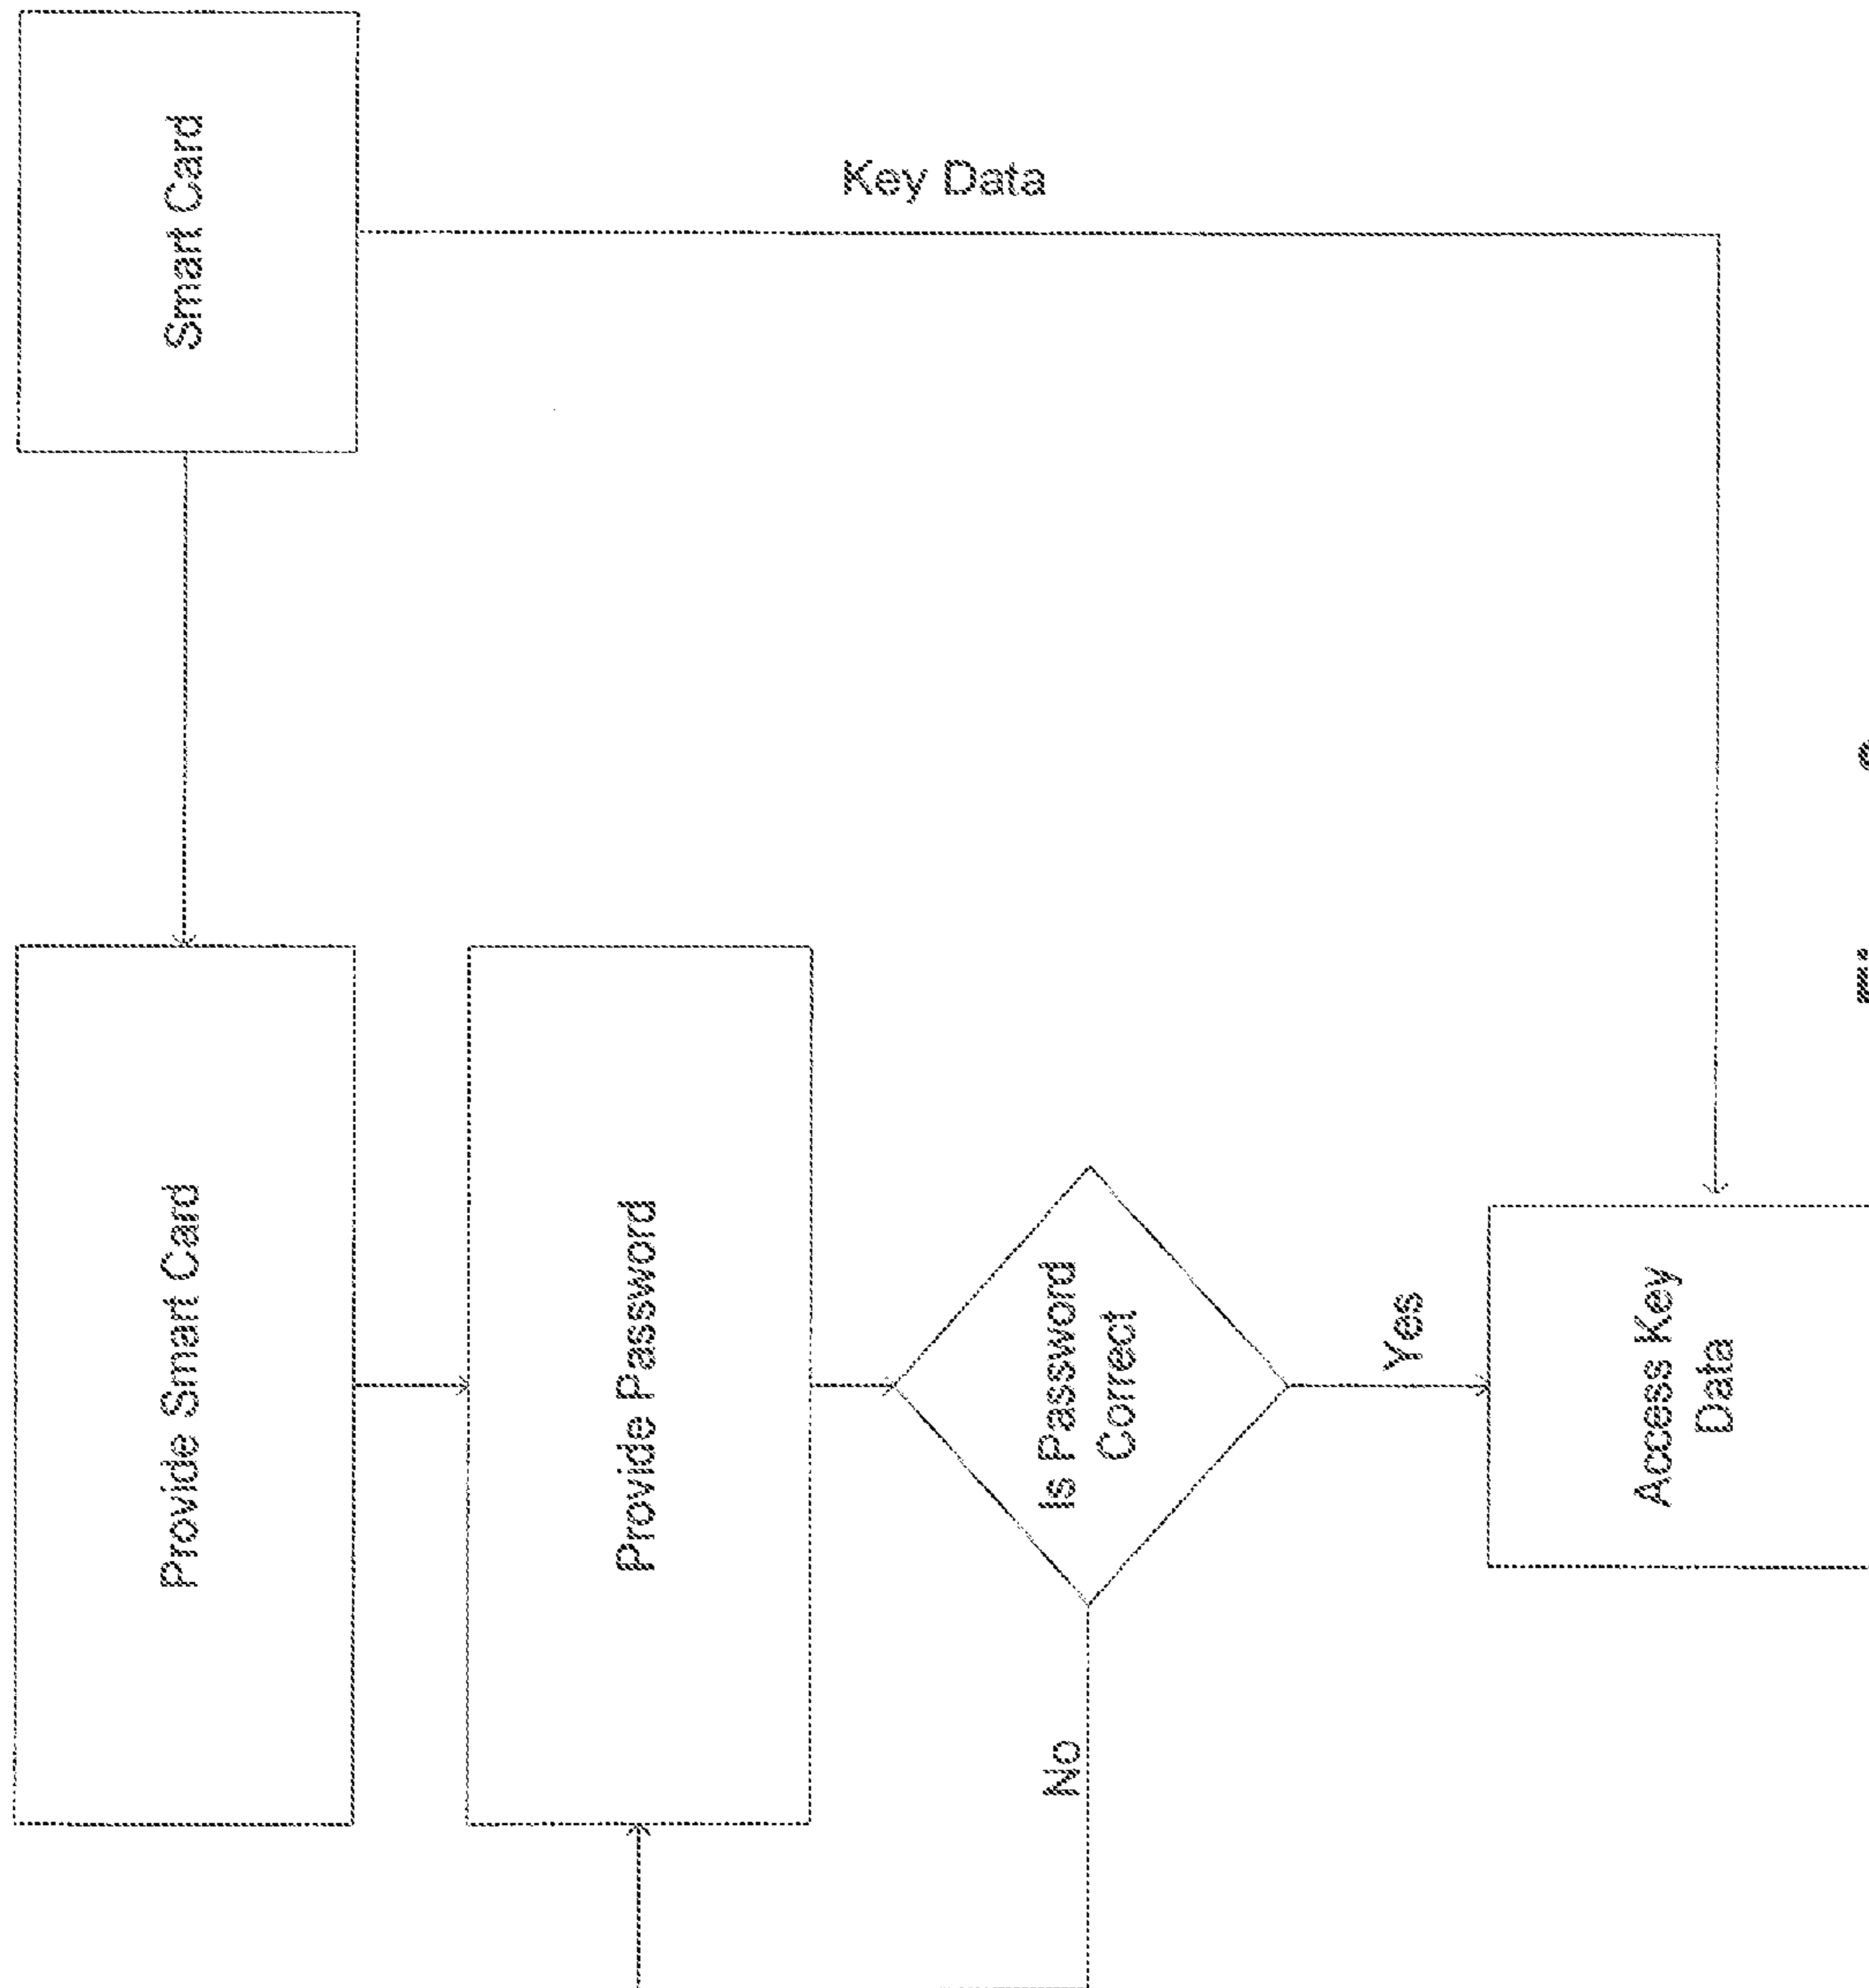 Smart Card
Key Data
Provide Smart Card
Provide Password
Is Password
Correct
No
Yes
Access Key
Data